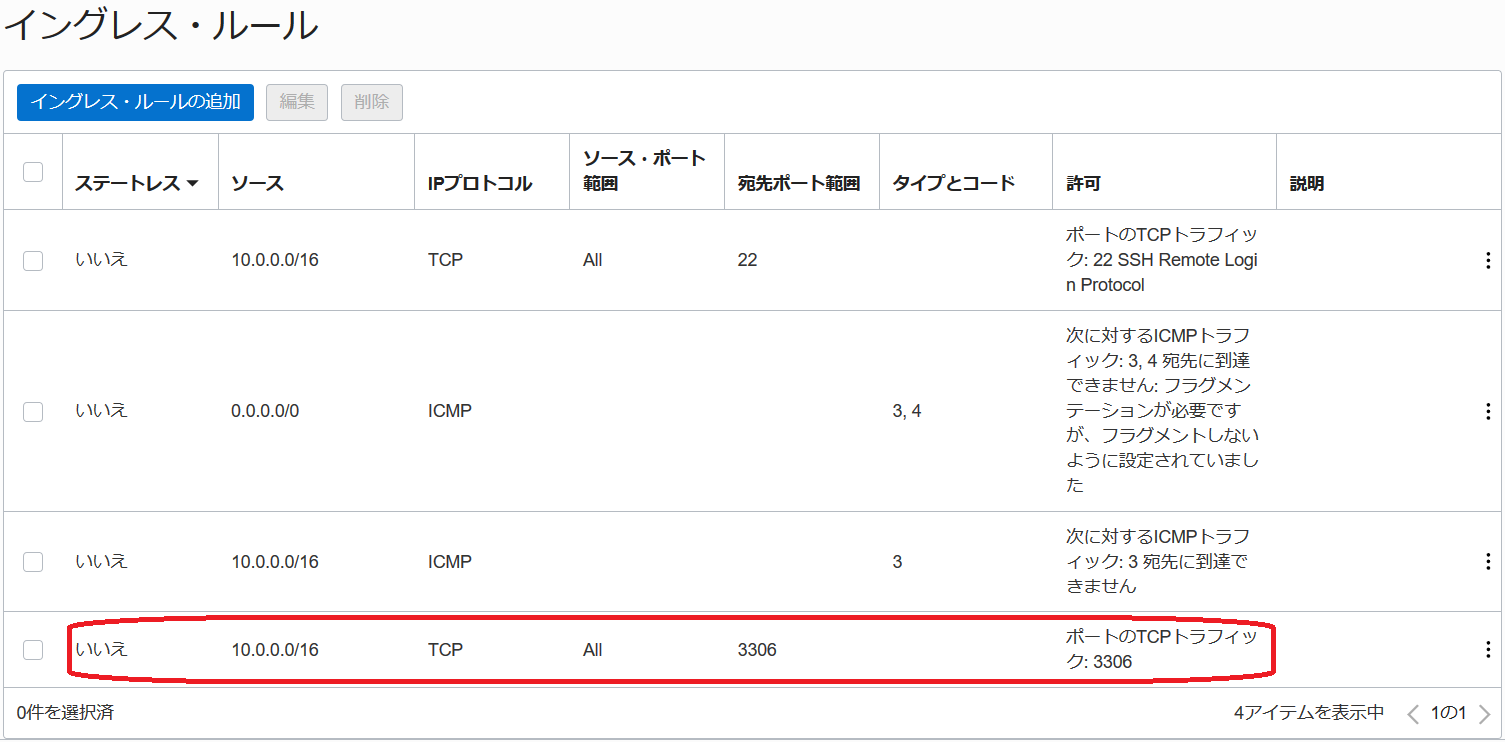 イングレス・ルール
イングレス・ルールの追加 編集 削除
ステートレス ソース IPプロトコル ソース・ポート範囲 宛先ポート範囲 タイプとコード 許可 説明
いいえ 10.0.0.0/16 TCP All 22
ポートのTCPトラフィッ
ク: 22 SSH Remote Logi
n Protocol
いいえ 0.0.0.0/0 ICMP 3, 4
次に対するICMPトラフ
ィック: 3, 4 宛先に到達
できません: フラグメン
テーションが必要です
が、フラグメントしない
ように設定されていまし
た
いいえ 10.0.0.0/16 ICMP 3
次に対するICMPトラフ
ィック: 3 宛先に到達で
きません
いいえ 10.0.0.0/16 TCP All 3306
ポートのTCPトラフィッ
ク: 3306
0件を選択済 4アイテムを表示中 1の1